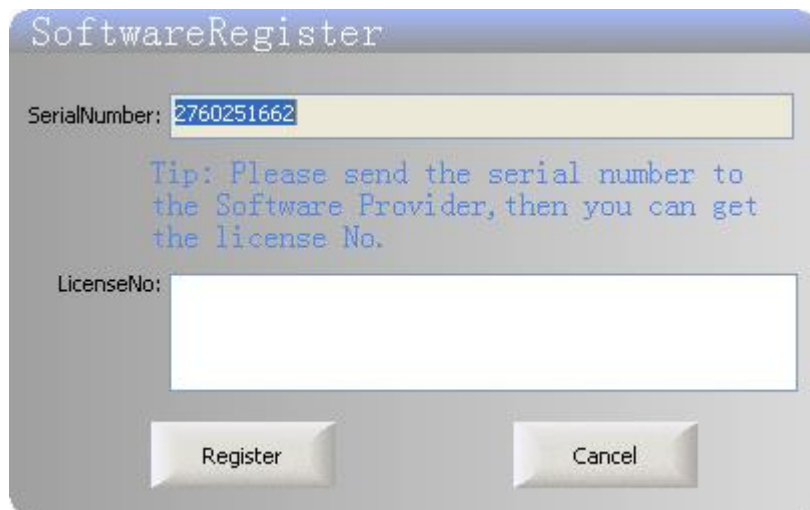 SoftwareRegister
SerialNumber: 2760251662
Tip: Please send the serial number to
the Software Provider,then you can get
the license No.
LicenseNo:
Register Cancel